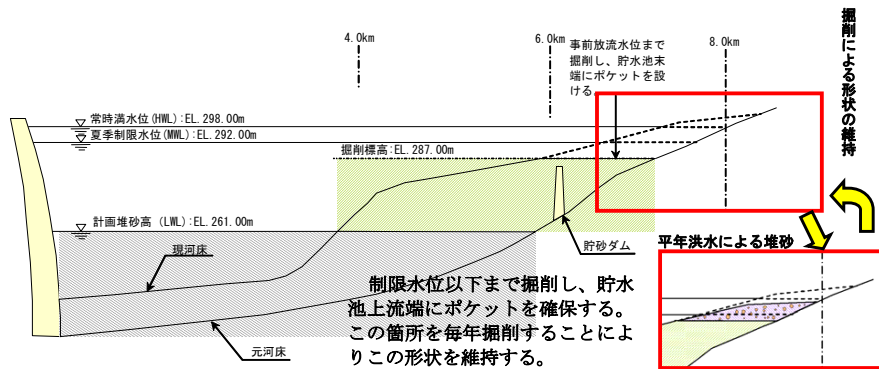 4.0km
6.0km
8.0km
事前放流水位まで
掘削し、貯水池末
端にポケットを設
ける。
掘削による形状の維持
常時満水位(HWL):EL.298.00m
夏季制限水位(MWL):EL.292.00m
掘削標高:EL.287.00m
計画堆砂高 (LWL):EL.261.00m
現河床
貯砂ダム
平年洪水による堆砂
制限水位以下まで掘削し、貯水
池上流端にポケットを確保する。
この箇所を毎年掘削することによ
りこの形状を維持する。
元河床